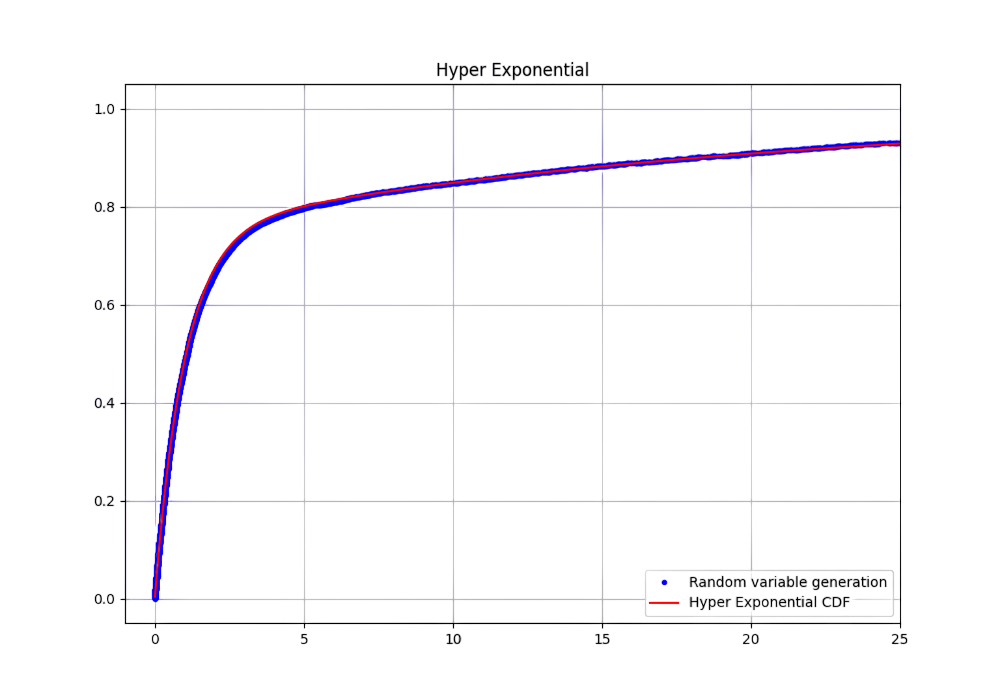 Hyper Exponential
1.0
0.8
0.6
0.4
0.2
0.0
Random variable generation
Hyper Exponential CDF
0 5 10 15 20 25